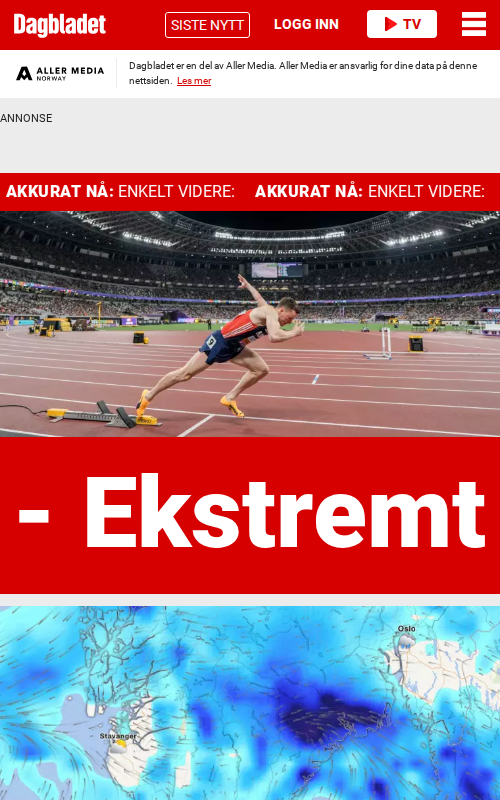 Dagbladet
SISTE NYTT
LOGG INN
TV
ALLER MEDIA
NORWAY
Dagbladet er en del av Aller Media. Aller Media er ansvarlig for dine data på denne
nettsiden. Les mer
ANNONSE
AKKURAT NÅ: ENKELT VIDERE: AKKURAT NÅ: ENKELT VIDERE:
- Ekstremt
Oslo
Stavanger